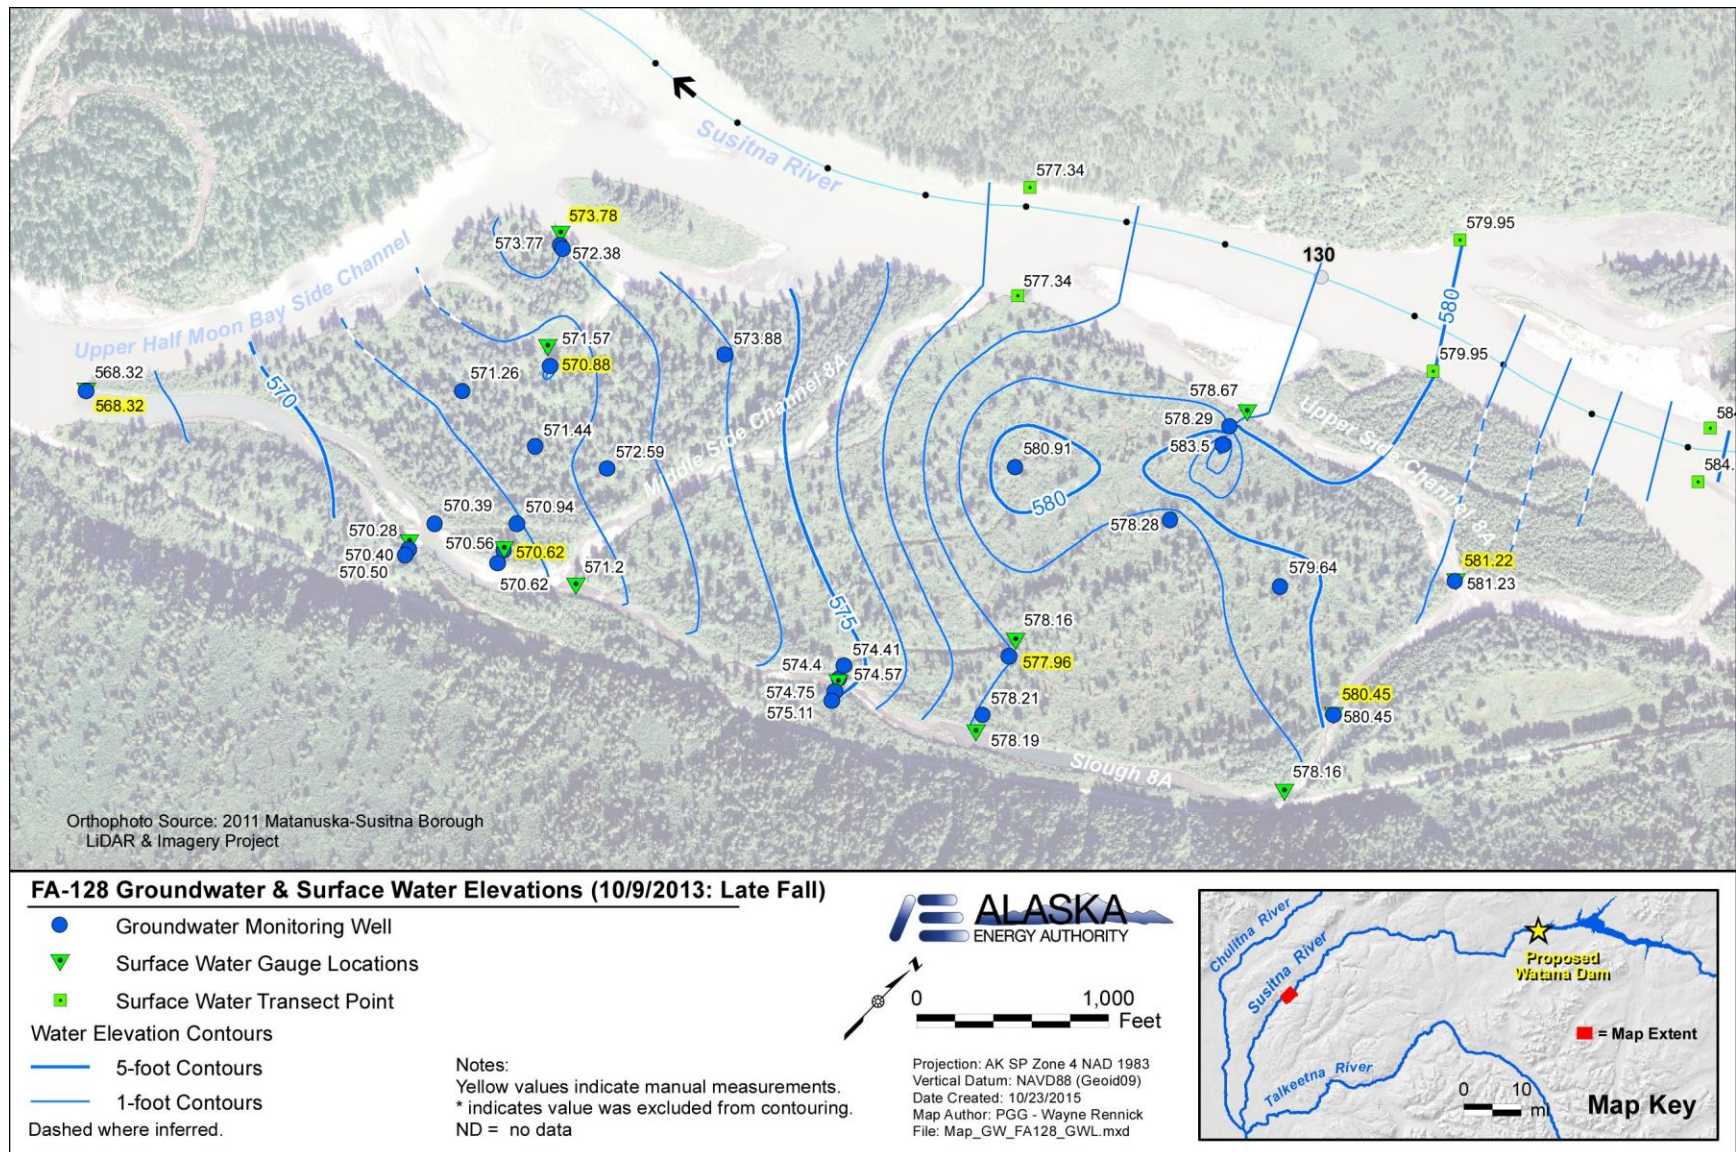 Susitna River
577.34
573.78
573.77
572.38
579.95
130
577.34
580
Upper Half Moon Bay Side Channel
571.57
573.88
579.95
568.32
570.88
568.32
570
571.26
Middle Side Channel 8A
578.67
Upper Side Channel 8A
578.29
583.5
571.44
572.59
580.91
580
584.
570.39
570.94
578.28
570.28
570.56
570.62
570.40
570.50
570.62
571.2
581.22
581.23
579.64
575
578.16
577.96
574.41
574.4
574.57
574.75
575.11
578.21
578.19
580.45
580.45
Slough 8A
578.16
Orthophoto Source: 2011 Matanuska-Susitna Borough
LiDAR & Imagery Project
FA-128 Groundwater & Surface Water Elevations (10/9/2013: Late Fall)
Groundwater Monitoring Well
Surface Water Gauge Locations
Surface Water Transect Point
Water Elevation Contours
5-foot Contours
1-foot Contours
Dashed where inferred.
Notes:
Yellow values indicate manual measurements.
* indicates value was excluded from contouring.
ND = no data
ALASKA
ENERGY AUTHORITY
N
0 1,000
Feet
Projection: AK SP Zone 4 NAD 1983
Vertical Datum: NAVD88 (Geoid09)
Date Created: 10/23/2015
Map Author: PGG - Wayne Rennick
File: Map_GW_FA128_GWL.mxd
Chulitna River
Susitna River
Proposed
Watana Dam
= Map Extent
Talkeetna River
0 10
mi
Map Key